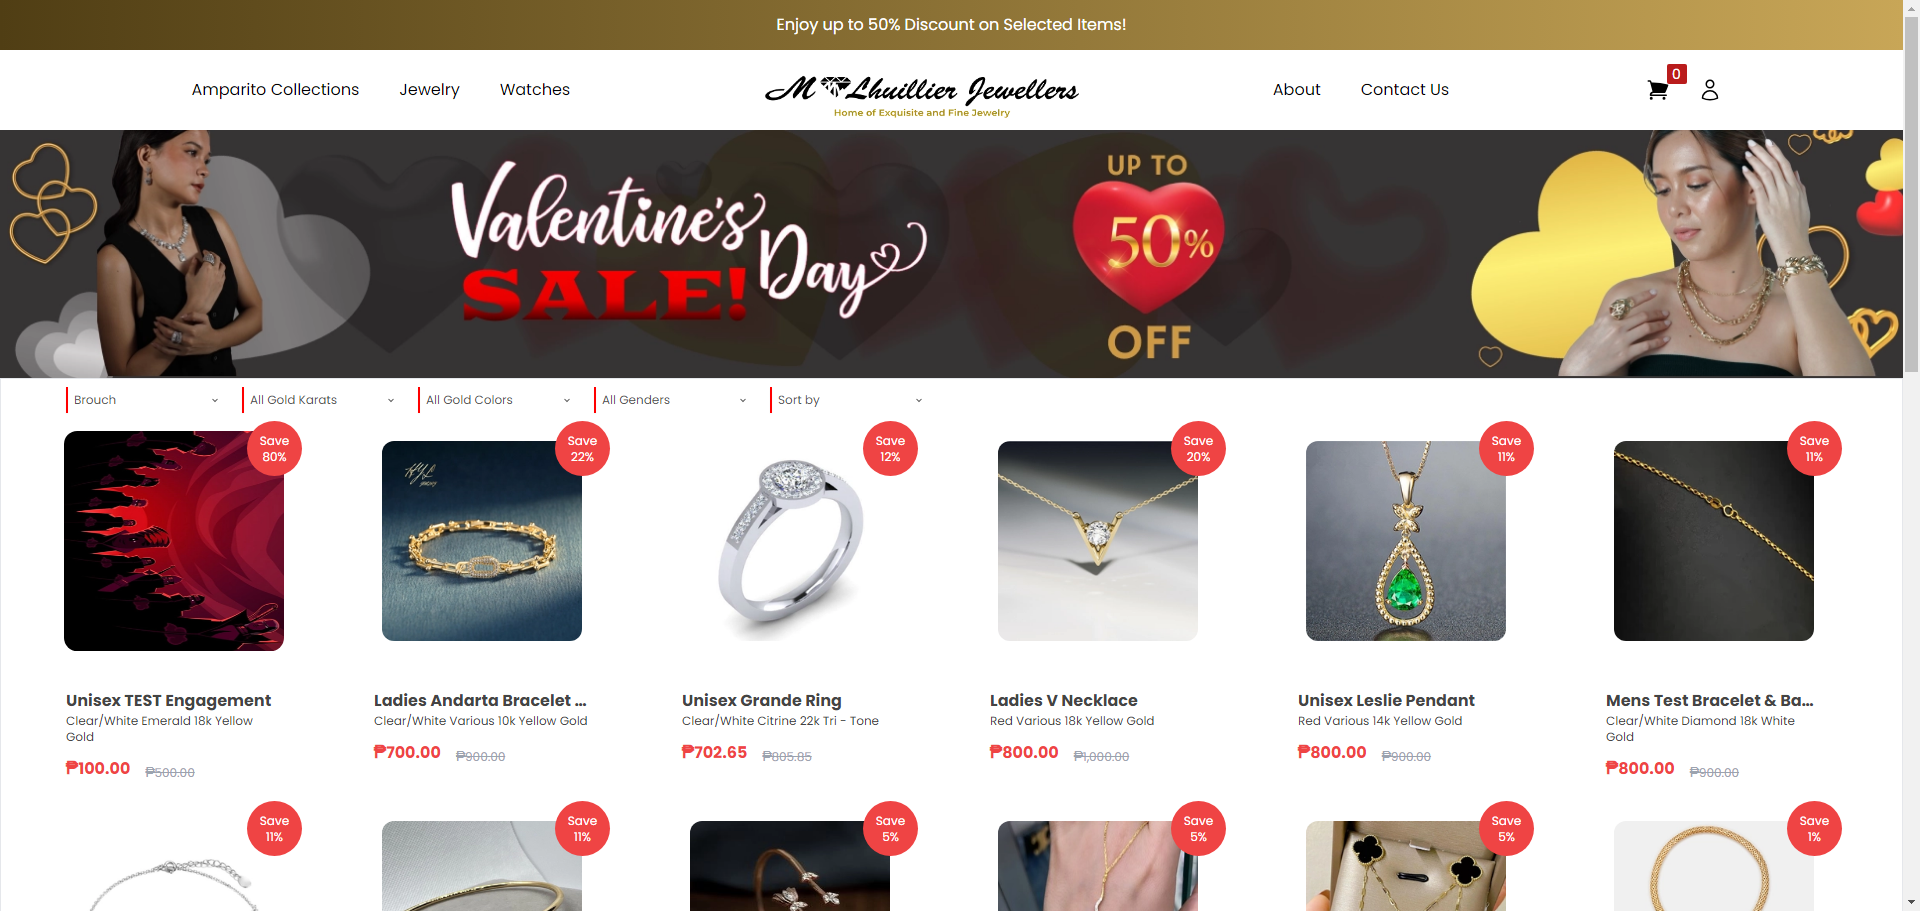 Enjoy up to 50% Discount on Selected Items!
Amparito Collections
Jewelry
Watches
M Lhuillier Jewellers
Home of Exquisite and Fine Jewelry
About
Contact Us
0
Valentine's
Day
SALE!
UP TO
50%
OFF
Brouch
All Gold Karats
All Gold Colors
All Genders
Sort by
Save
80%
Save
22%
Save
12%
Save
20%
Save
11%
Save
11%
Unisex TEST Engagement
Clear/White Emerald 18k Yellow
Gold
₱100.00 ₱500.00
Ladies Andarta Bracelet ...
Clear/White Various 10k Yellow Gold
₱700.00 ₱900.00
Unisex Grande Ring
Clear/White Citrine 22k Tri - Tone
₱702.65 ₱805.85
Ladies V Necklace
Red Various 18k Yellow Gold
₱800.00 ₱1,000.00
Unisex Leslie Pendant
Red Various 14k Yellow Gold
₱800.00 ₱900.00
Mens Test Bracelet & Ba...
Clear/White Diamond 18k White
Gold
₱800.00 ₱900.00
Save
11%
Save
11%
Save
5%
Save
5%
Save
5%
Save
1%